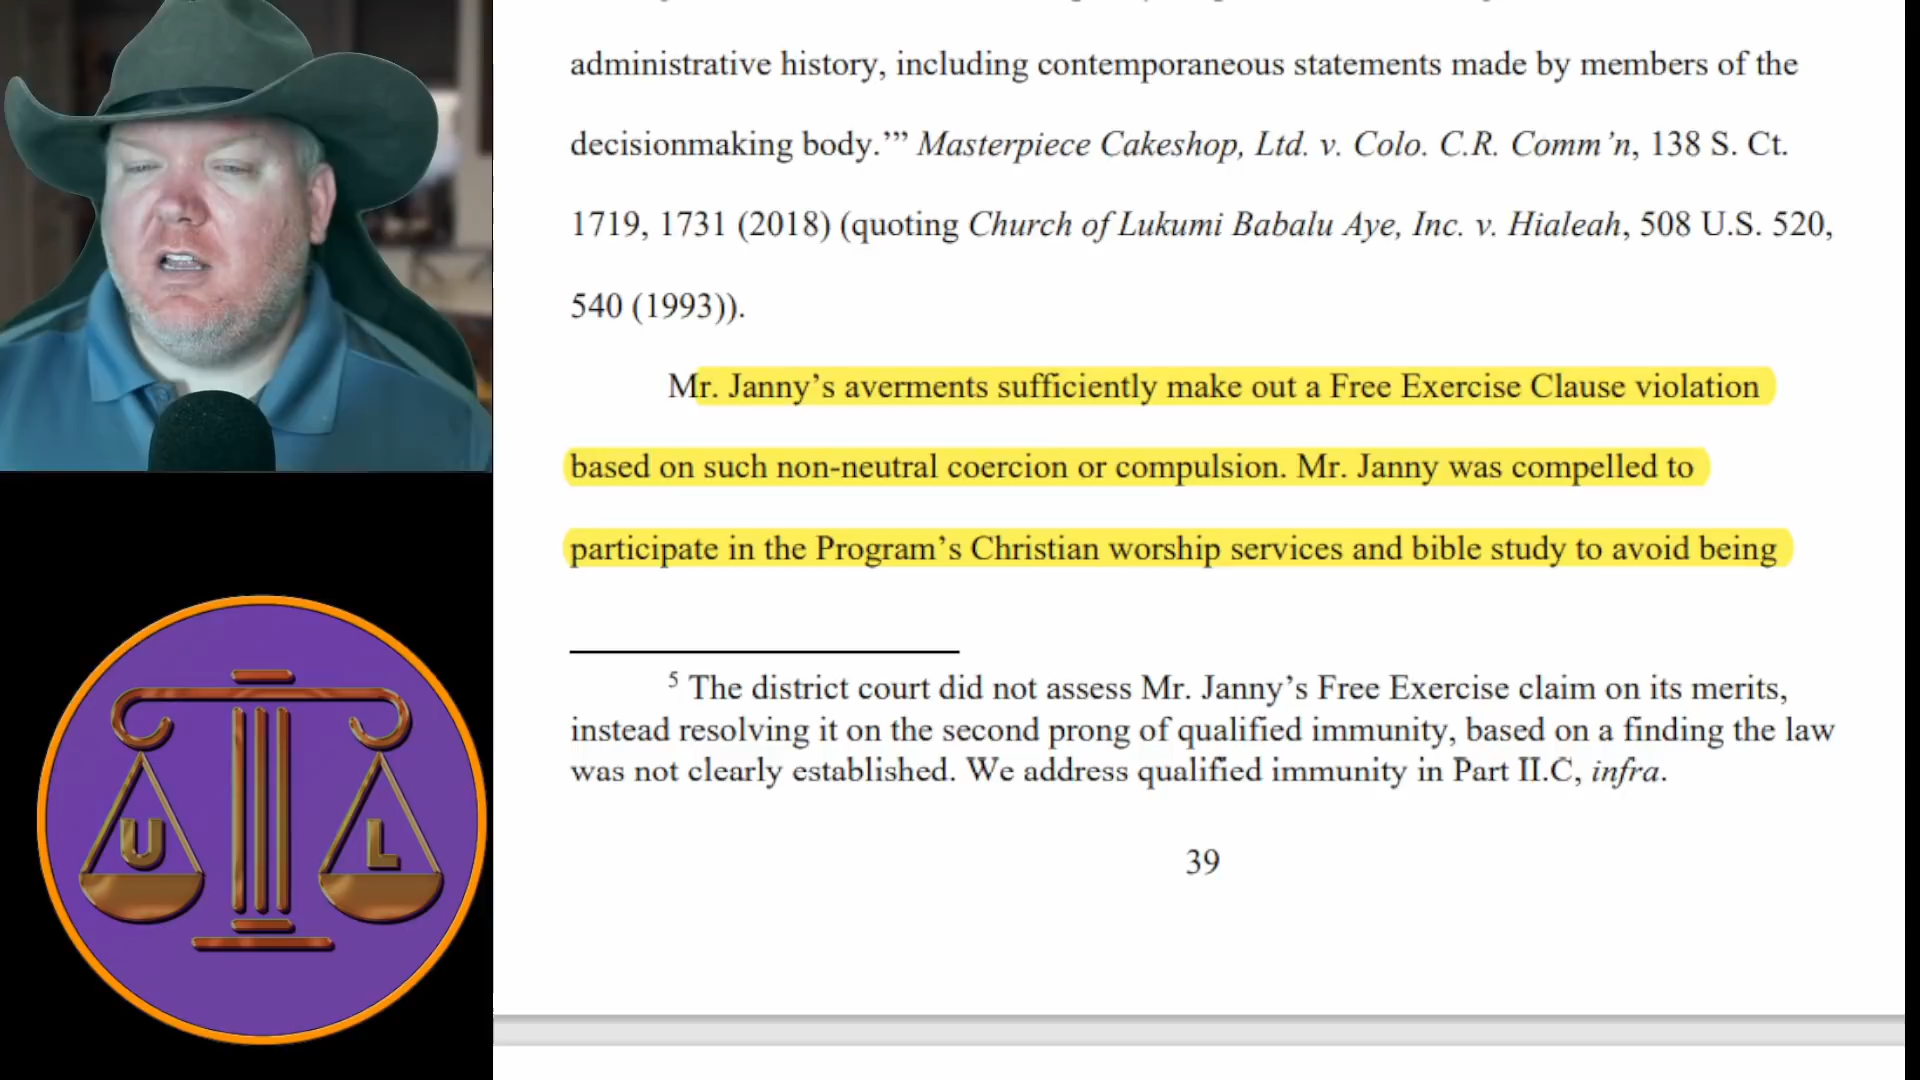 administrative history, including contemporaneous statements made by members of the
decisionmaking body.’” Masterpiece Cakeshop, Ltd. v. Colo. C.R. Comm’n, 138 S. Ct.
1719, 1731 (2018) (quoting Church of Lukumi Babalu Aye, Inc. v. Hialeah, 508 U.S. 520,
540 (1993)).
Mr. Janny’s averments sufficiently make out a Free Exercise Clause violation
based on such non-neutral coercion or compulsion. Mr. Janny was compelled to
participate in the Program’s Christian worship services and bible study to avoid being
5 The district court did not assess Mr. Janny’s Free Exercise claim on its merits,
instead resolving it on the second prong of qualified immunity, based on a finding the law
was not clearly established. We address qualified immunity in Part II.C, infra.
39
U L